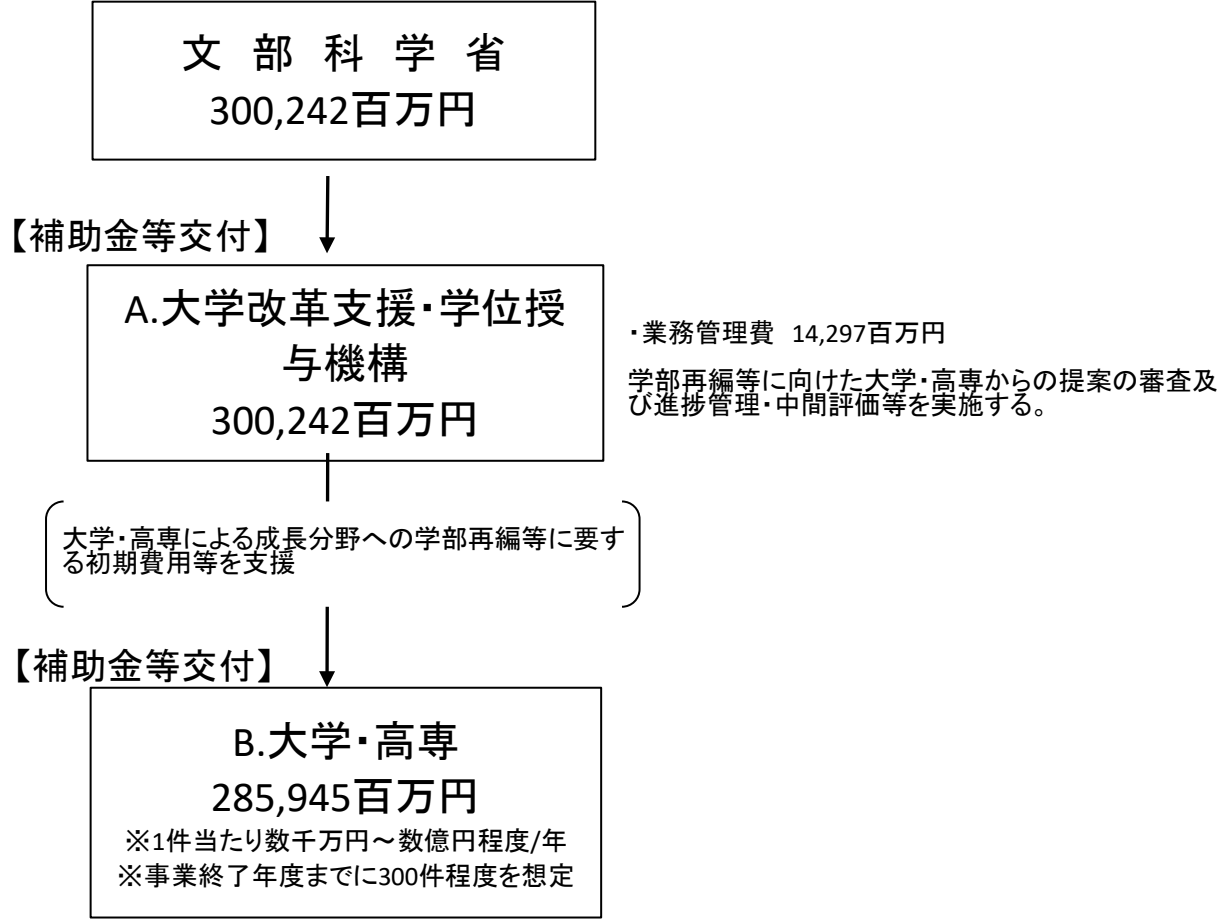 文　部　科　学　省
300,242百万円
【補助金等交付】
A.大学改革支援・学位授
与機構
300,242百万円
・業務管理費　14,297百万円
学部再編等に向けた大学・高専からの提案の審査及
び進捗管理・中間評価等を実施する。
大学・高専による成長分野への学部再編等に要す
る初期費用等を支援
【補助金等交付】
B.大学・高専
285,945百万円
※1件当たり数千万円～数億円程度/年
※事業終了年度までに300件程度を想定